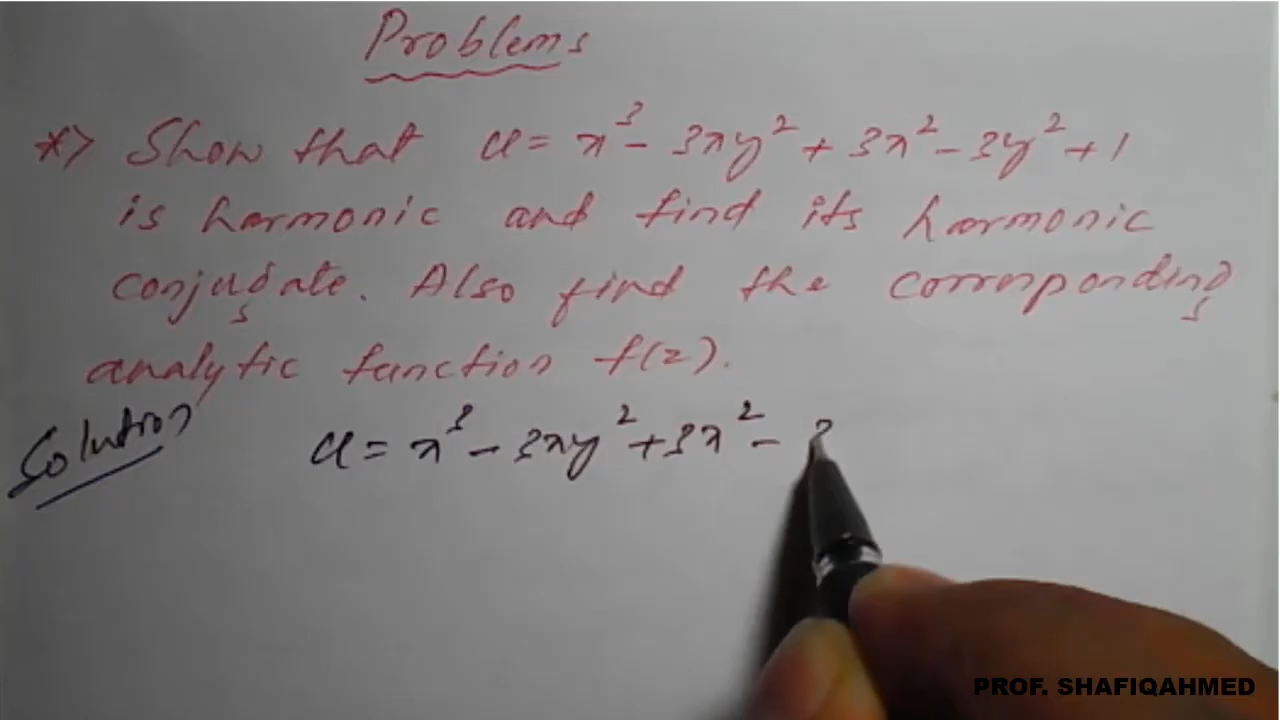 Problems
*) Show that u = x³ - 3xy² + 3x² - 3y² + 1
is harmonic and find its harmonic
conjugate. Also find the corresponding
analytic function f(z).
Solution u = x³ - 3xy² + 3x² - 3
PROF. SHAFIQAHMED